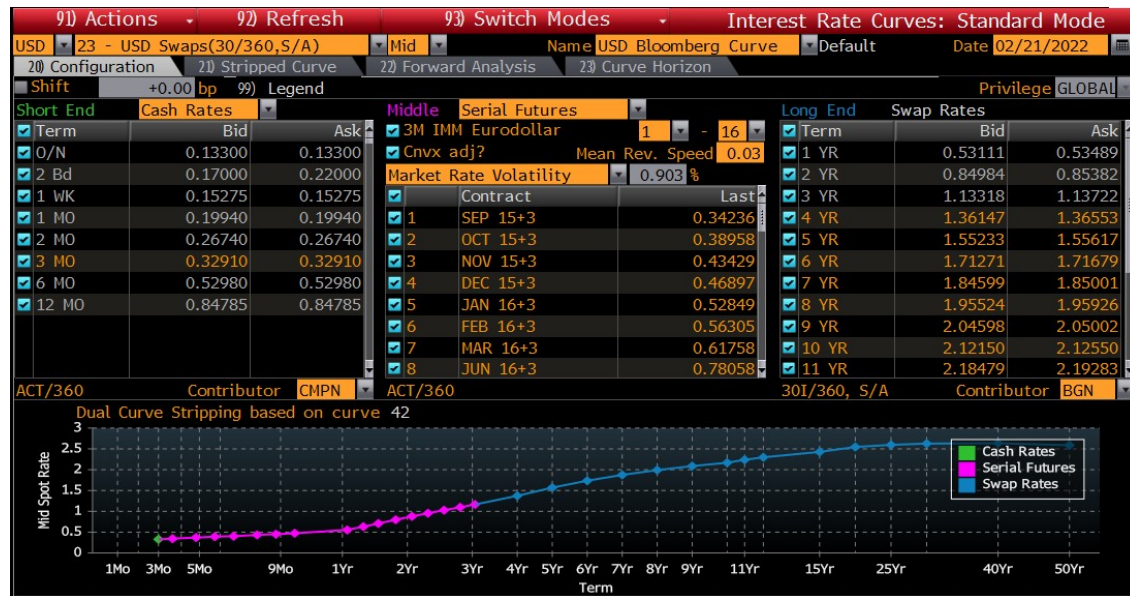 91) Actions 92) Refresh 93) Switch Modes Interest Rate Curves: Standard Mode
USD 23 - USD Swaps(30/360,S/A) Mid Name USD Bloomberg Curve Default Date 02/21/2022
20) Configuration 21) Stripped Curve 22) Forward Analysis 23) Curve Horizon
Shift +0.00 bp 99) Legend Privilege GLOBAL
Short End Cash Rates Middle Serial Futures Long End Swap Rates
Term Bid Ask 3M IMM Eurodollar 1 - 16 Term Bid Ask
O/N 0.13300 0.13300 Cnvx adj? Mean Rev. Speed 0.03 1 YR 0.53111 0.53489
2 Bd 0.17000 0.22000 Market Rate Volatility 0.903 % 2 YR 0.84984 0.85382
1 WK 0.15275 0.15275 Contract Last 3 YR 1.13318 1.13722
1 MO 0.19940 0.19940 1 SEP 15+3 0.34236 4 YR 1.36147 1.36553
2 MO 0.26740 0.26740 2 OCT 15+3 0.38958 5 YR 1.55233 1.55617
3 MO 0.32910 0.32910 3 NOV 15+3 0.43429 6 YR 1.71271 1.71679
6 MO 0.52980 0.52980 4 DEC 15+3 0.46897 7 YR 1.84599 1.85001
12 MO 0.84785 0.84785 5 JAN 16+3 0.52849 8 YR 1.95524 1.95926
6 FEB 16+3 0.56305 9 YR 2.04598 2.05002
7 MAR 16+3 0.61758 10 YR 2.12150 2.12550
8 JUN 16+3 0.78058 11 YR 2.18479 2.19283
ACT/360 Contributor CMPN ACT/360 30I/360, S/A Contributor BGN
Dual Curve Stripping based on curve 42
3
2.5
2
1.5
1
0.5
0
Mid Spot Rate
Cash Rates
Serial Futures
Swap Rates
1Mo 3Mo 5Mo 9Mo 1Yr 2Yr 3Yr 4Yr 5Yr 6Yr 7Yr 8Yr 9Yr 11Yr 15Yr 25Yr 40Yr 50Yr
Term